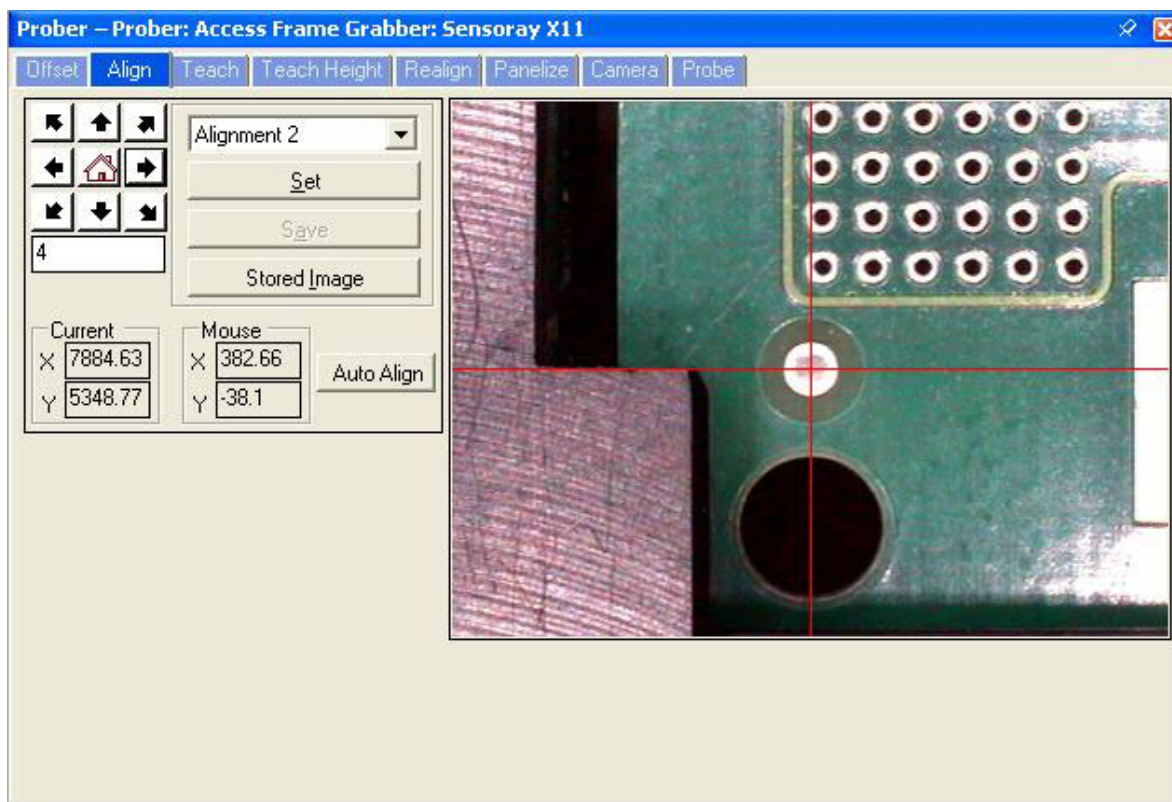 Prober – Prober: Access Frame Grabber: Sensoray X11
Offset Align Teach Teach Height Realign Panelize Camera Probe
Alignment 2
Set
Save
4
Stored Image
Current
X 7884.63
Y 5348.77
Mouse
X 382.66
Y -38.1
Auto Align